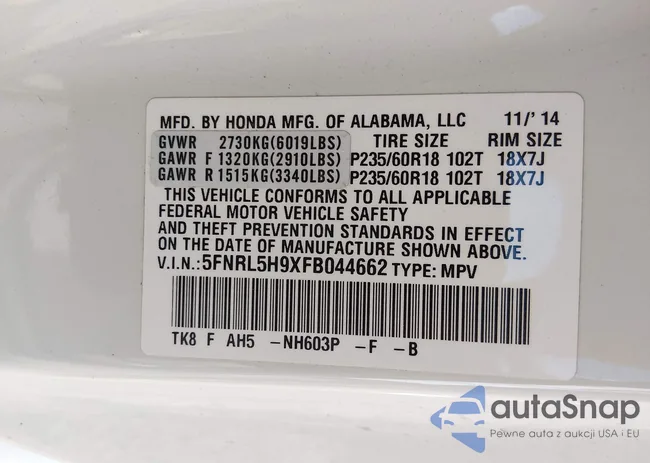 MFD. BY HONDA MFG. OF ALABAMA, LLC 11/' 14
GVWR 2730KG(6019LBS) TIRE SIZE RIM SIZE
GAWR F 1320KG(2910LBS) P235/60R18 102T 18X7J
GAWR R 1515KG(3340LBS) P235/60R18 102T 18X7J
THIS VEHICLE CONFORMS TO ALL APPLICABLE
FEDERAL MOTOR VEHICLE SAFETY
AND THEFT PREVENTION STANDARDS IN EFFECT
ON THE DATE OF MANUFACTURE SHOWN ABOVE.
V.I.N.:5FNRL5H9XFB044662 TYPE: MPV
TK8 F AH5 -NH603P -F -B
autaSnap
Pewne auta z aukcji USA i EU